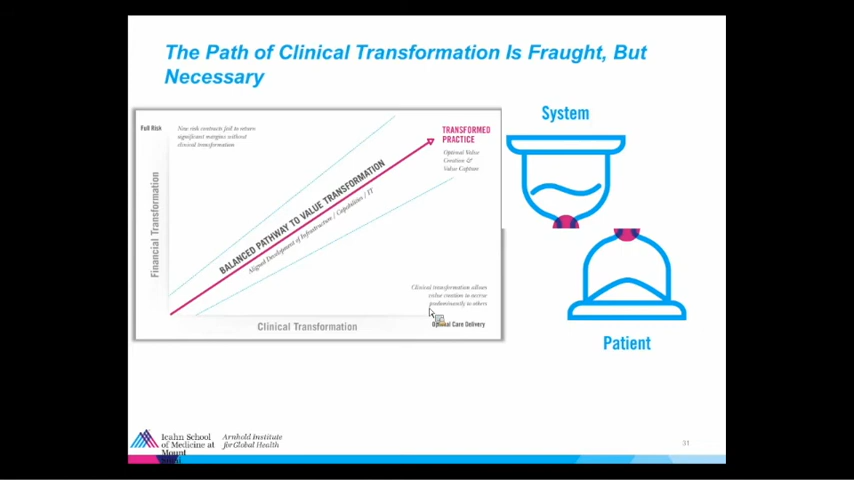 The Path of Clinical Transformation Is Fraught, But
Necessary
Full Risk
New risk contracts fail to return
significant margins without
clinical transformation
TRANSFORMED
PRACTICE
Optimal Value
Creation &
Value Capture
Financial Transformation
BALANCED PATHWAY TO VALUE TRANSFORMATION
Aligned Development of Infrastructure / Capabilities / IT
Clinical transformation allows
value creation to accrue
predominantly to others
Optimal Care Delivery
Clinical Transformation
System
Patient
Icahn School
of Medicine at
Mount
Arnhold Institute
for Global Health
31